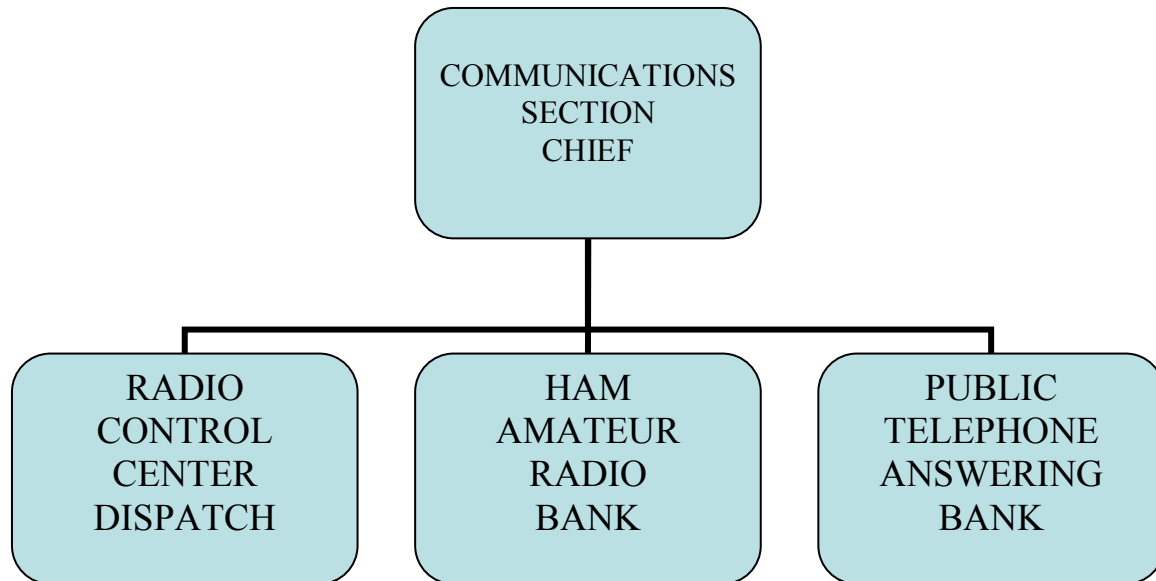 COMMUNICATIONS
SECTION
CHIEF
RADIO
CONTROL
CENTER
DISPATCH
HAM
AMATEUR
RADIO
BANK
PUBLIC
TELEPHONE
ANSWERING
BANK